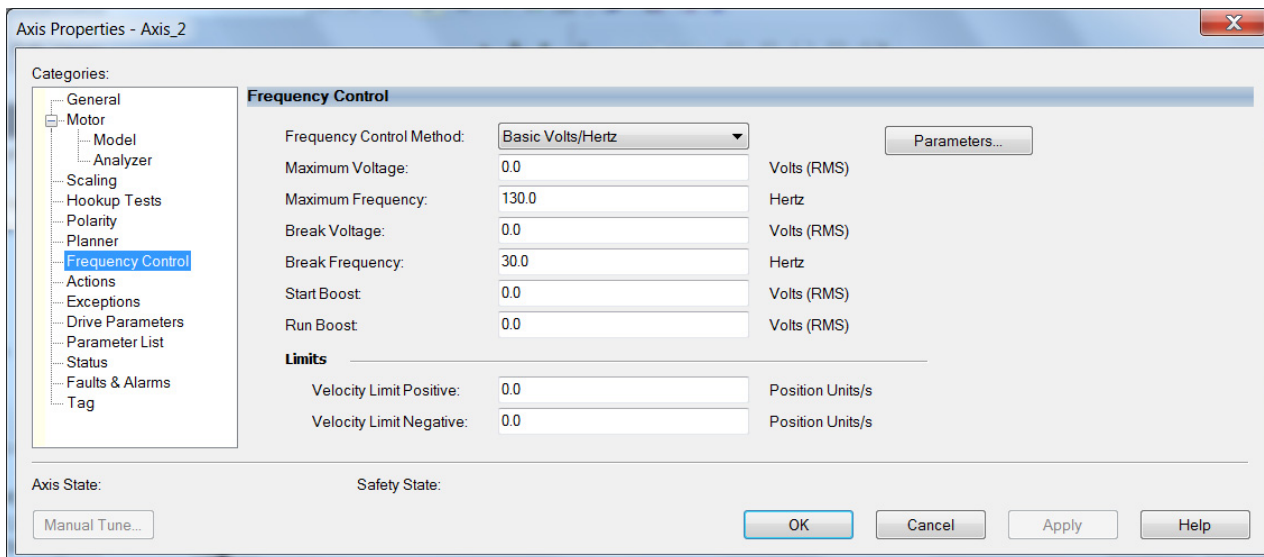 Axis Properties - Axis_2
Categories:
General
Motor
Model
Analyzer
Scaling
Hookup Tests
Polarity
Planner
Frequency Control
Actions
Exceptions
Drive Parameters
Parameter List
Status
Faults & Alarms
Tag
Frequency Control
Frequency Control Method: Basic Volts/Hertz Parameters...
Maximum Voltage: 0.0 Volts (RMS)
Maximum Frequency: 130.0 Hertz
Break Voltage: 0.0 Volts (RMS)
Break Frequency: 30.0 Hertz
Start Boost: 0.0 Volts (RMS)
Run Boost: 0.0 Volts (RMS)
Limits
Velocity Limit Positive: 0.0 Position Units/s
Velocity Limit Negative: 0.0 Position Units/s
Axis State: Safety State:
Manual Tune... OK Cancel Apply Help